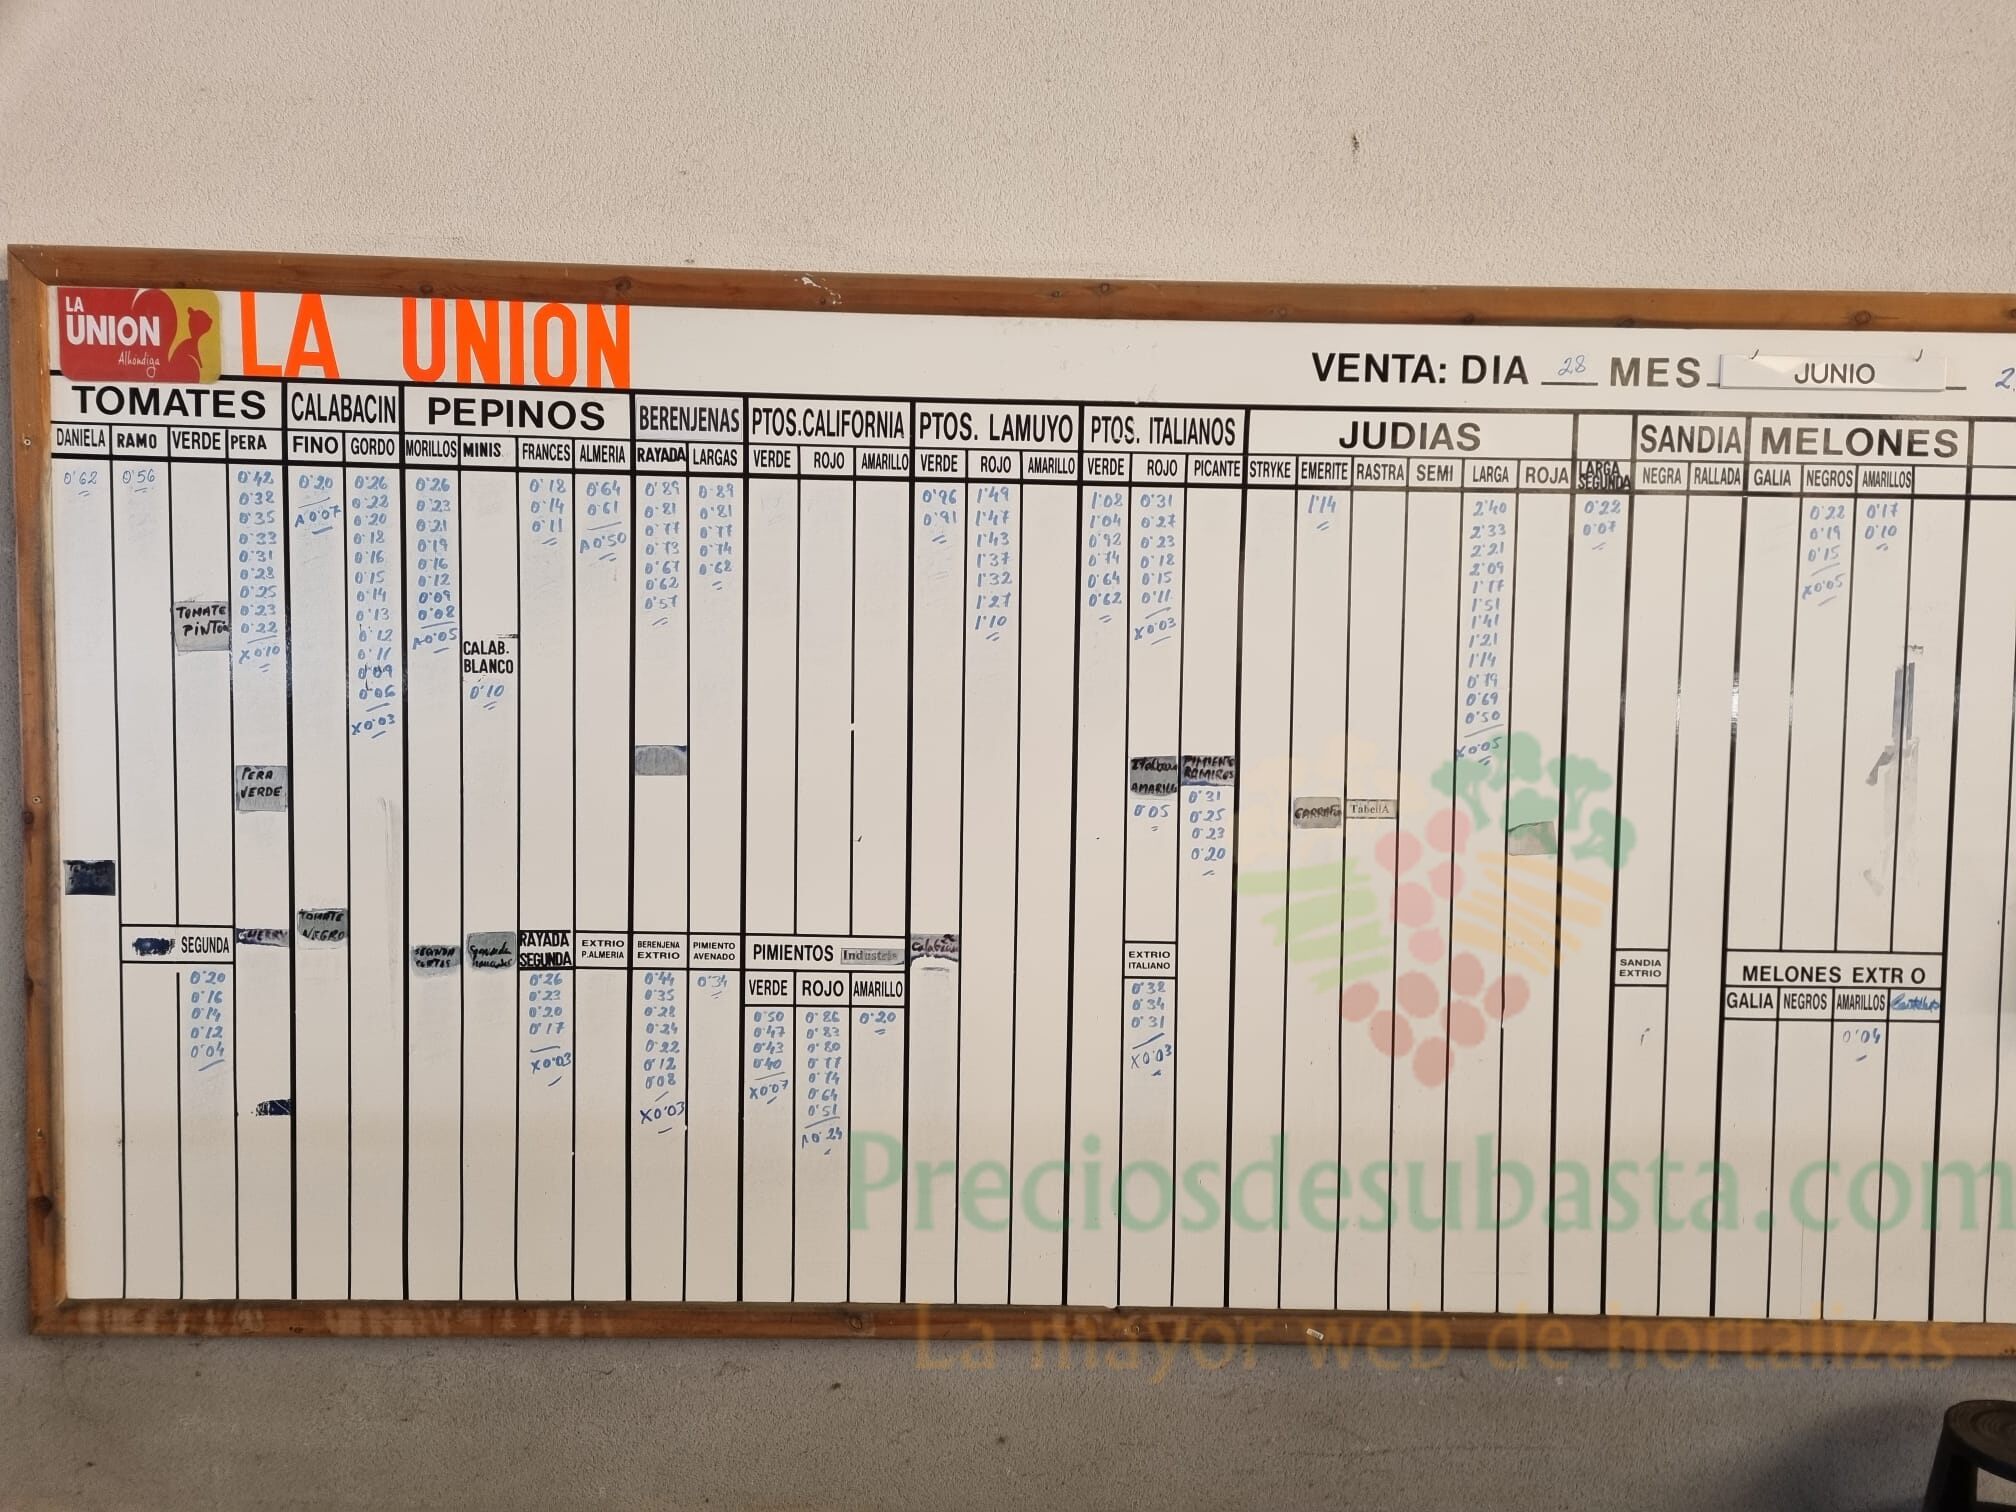 LA
UNION
Alhóndiga
LA UNION
VENTA: DIA 28 MES JUNIO 2
TOMATES CALABACIN PEPINOS BERENJENAS PTOS.CALIFORNIA PTOS. LAMUYO PTOS. ITALIANOS JUDIAS SANDIA MELONES
DANIELA RAMO VERDE PERA FINO GORDO MORILLOS MINIS FRANCES ALMERIA RAYADA LARGAS VERDE ROJO AMARILLO VERDE ROJO AMARILLO VERDE ROJO PICANTE STRYKE EMERITE RASTRA SEMI LARGA ROJA LARGA SEGUNDA NEGRA RALLADA GALIA NEGROS AMARILLOS
0'62 0'56 0'42 0'20 0'26 0'26 0'18 0'64 0'89 0'89 0'96 1'49 1'08 0'31 1'14 2'40 0'22 0'22 0'17
0'38 A0'07 0'22 0'23 0'14 0'61 0'81 0'81 0'91 1'47 1'04 0'27 2'33 0'07 0'19 0'10
0'35 0'20 0'21 0'11 A0'50 0'77 0'77 1'43 0'92 0'23 2'21 0'15
0'33 0'18 0'19 0'73 0'74 1'37 0'74 0'18 2'09 X0'05
0'31 0'16 0'16 0'67 0'68 1'32 0'64 0'15 1'77
0'28 0'15 0'12 0'62 1'27 0'62 0'11 1'51
0'25 0'14 0'09 0'57 1'10 X0'03 1'41
0'23 0'13 0'08 1'21
0'22 0'12 A0'05 1'14
X0'10 0'11 0'79
0'09 0'69
0'06 0'50
X0'03 X0'05
TOMATE
PINTON
CALAB.
BLANCO
0'10
PERA
VERDE
AMARILLO
0'05
PIMIENTO
RAMIROS
0'31
0'25
0'23
0'20
TabellA
TOMATE
NEGRO
SEGUNDA CHERRY
RAYADA
SEGUNDA
EXTRIO
P.ALMERIA
BERENJENA
EXTRIO
PIMIENTO
AVENADO
PIMIENTOS Industria
EXTRIO
ITALIANO
SANDIA
EXTRIO
MELONES EXTRIO
VERDE ROJO AMARILLO
GALIA NEGROS AMARILLOS
0'20 0'26 0'44 0'34 0'50 0'86 0'20 0'38 0'04
0'16 0'23 0'35 0'47 0'83 0'34
0'14 0'20 0'28 0'43 0'80 0'31
0'12 0'17 0'24 0'40 0'77 X0'03
0'04 X0'03 0'22 X0'07 0'74
0'12 0'64
0'08 0'51
X0'03 A0'24
Preciosdesubasta.com
La mayor web de hortalizas